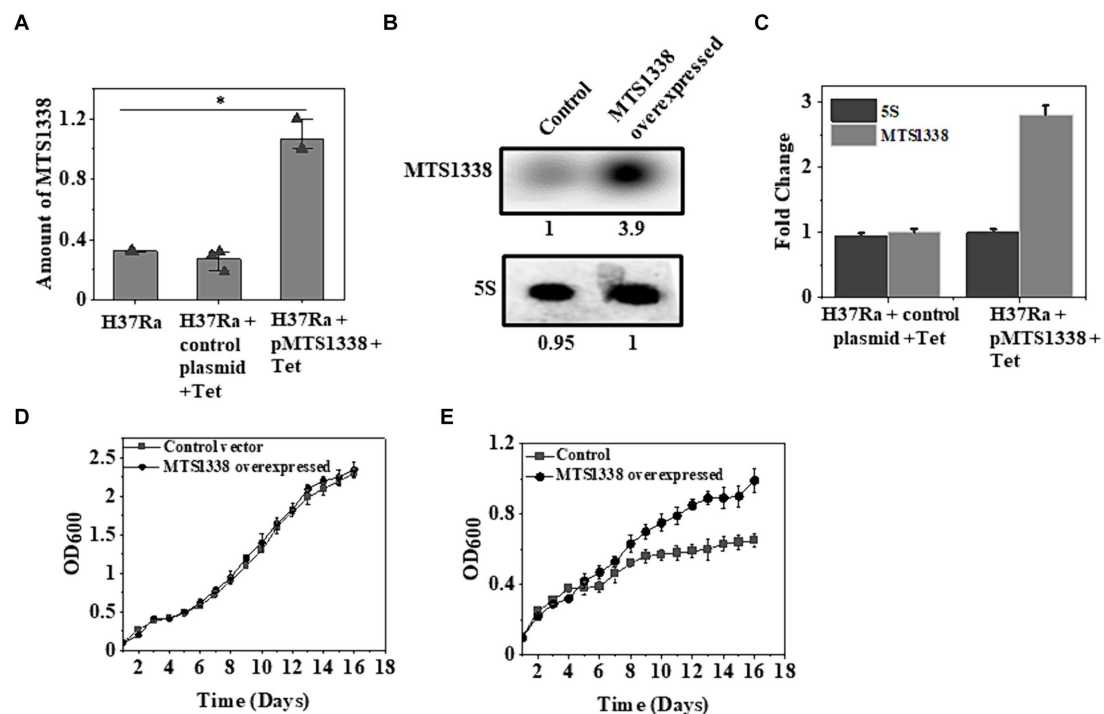 A
Amount of MTS1338
1.2
0.8
0.4
0
*
H37Ra
H37Ra +
control
plasmid
+Tet
H37Ra +
pMTS1338 +
Tet
B
Control
MTS1338
overexpressed
MTS1338
1 3.9
5S
0.95 1
C
Fold Change
3
2
1
0
5S
MTS1338
H37Ra + control
plasmid +Tet
H37Ra +
pMTS1338 +
Tet
D
Control vector
MTS1338 overexpressed
OD600
2.5
2
1.5
1
0.5
0
2 4 6 8 10 12 14 16 18
Time (Days)
E
Control
MTS1338 overexpressed
OD600
1.2
0.8
0.4
0
2 4 6 8 10 12 14 16 18
Time (Days)